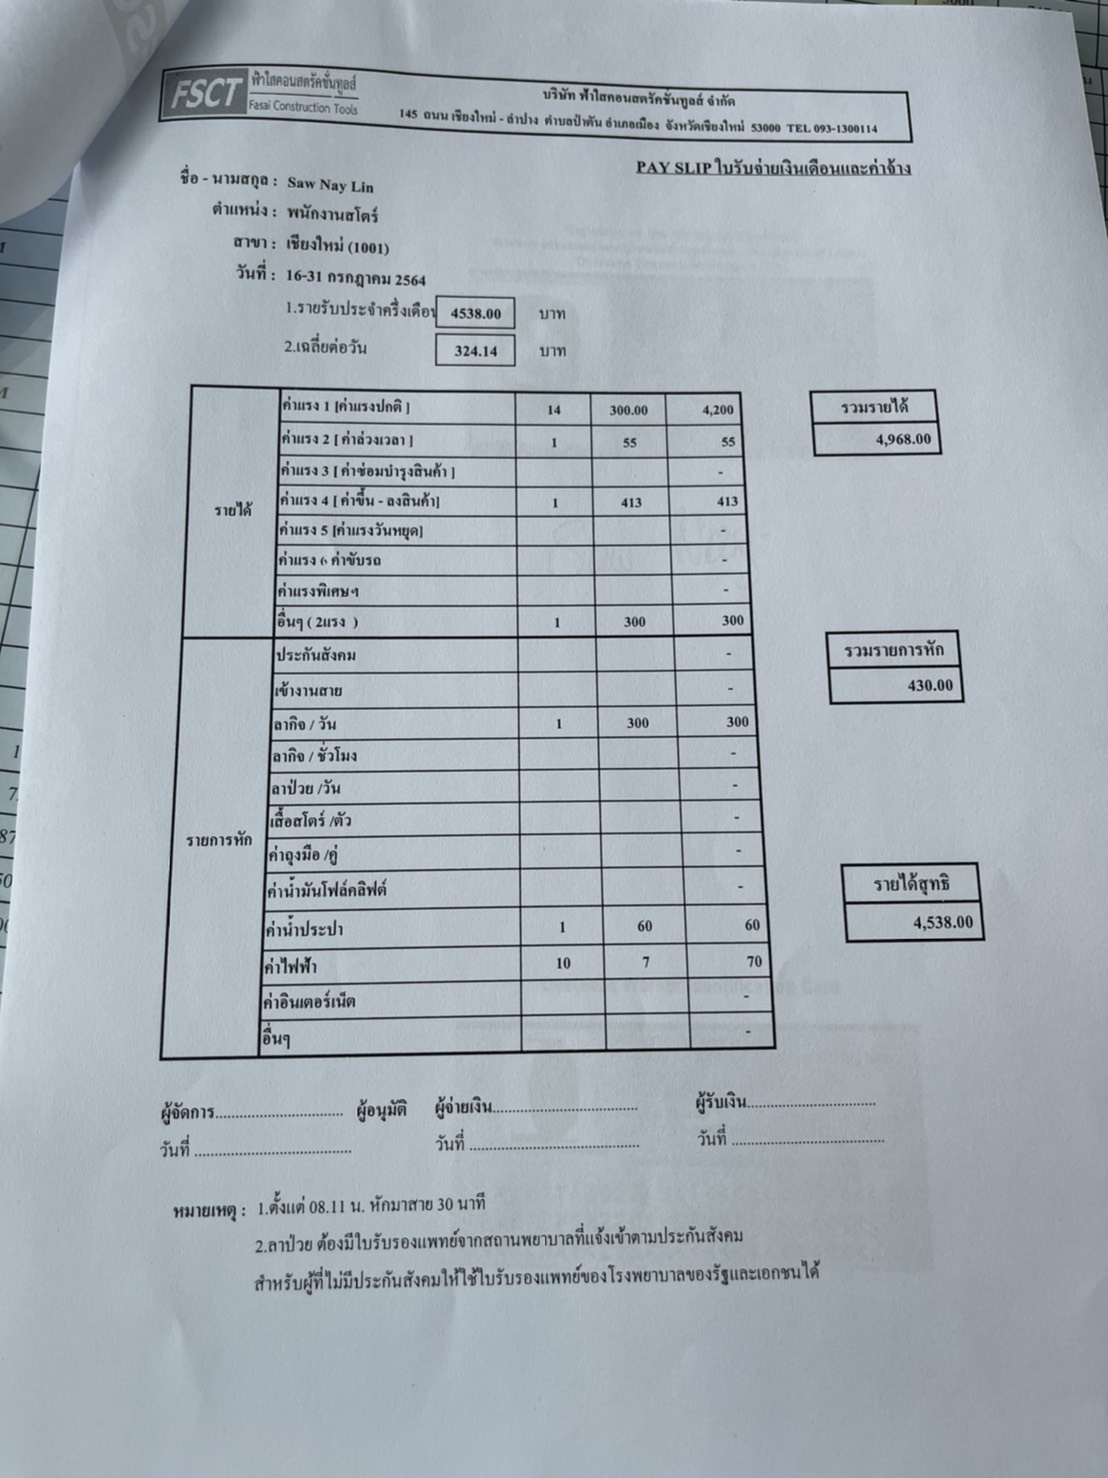 FSCT ฟ้าใสคอนสตรัคชั่นทูลส์
Fasai Construction Tools
บริษัท ฟ้าใสคอนสตรัคชั่นทูลส์ จำกัด
145 ถนน เชียงใหม่ - ลำปาง ตำบลป่าตัน อำเภอเมือง จังหวัดเชียงใหม่ 53000 TEL 093-1300114
PAY SLIP ใบรับจ่ายเงินเดือนและค่าจ้าง
ชื่อ - นามสกุล : Saw Nay Lin
ตำแหน่ง : พนักงานสโตร์
สาขา : เชียงใหม่ (1001)
วันที่ : 16-31 กรกฎาคม 2564
1.รายรับประจำครึ่งเดือน 4538.00 บาท
2.เฉลี่ยต่อวัน 324.14 บาท
รายได้
ค่าแรง 1 [ค่าแรงปกติ ] 14 300.00 4,200
ค่าแรง 2 [ ค่าล่วงเวลา ] 1 55 55
ค่าแรง 3 [ ค่าซ่อมบำรุงสินค้า ] -
ค่าแรง 4 [ ค่าขึ้น - ลงสินค้า] 1 413 413
ค่าแรง 5 [ค่าแรงวันหยุด] -
ค่าแรง 6 ค่าขับรถ -
ค่าแรงพิเศษฯ -
อื่นๆ ( 2แรง ) 1 300 300
รวมรายได้
4,968.00
รายการหัก
ประกันสังคม -
เข้างานสาย -
ลากิจ / วัน 1 300 300
ลากิจ / ชั่วโมง -
ลาป่วย /วัน -
เสื้อสโตร์ /ตัว -
ค่าถุงมือ /คู่ -
ค่าน้ำมันโฟล์คลิฟต์ -
ค่าน้ำประปา 1 60 60
ค่าไฟฟ้า 10 7 70
ค่าอินเตอร์เน็ต -
อื่นๆ -
รวมรายการหัก
430.00
รายได้สุทธิ
4,538.00
ผู้จัดการ................................ ผู้อนุมัติ ผู้จ่ายเงิน.................................... ผู้รับเงิน................................
วันที่ ....................................... วันที่ .......................................... วันที่ ......................................
หมายเหตุ : 1.ตั้งแต่ 08.11 น. หักมาสาย 30 นาที
2.ลาป่วย ต้องมีใบรับรองแพทย์จากสถานพยาบาลที่แจ้งเข้าตามประกันสังคม
สำหรับผู้ที่ไม่มีประกันสังคมให้ใช้ใบรับรองแพทย์ของโรงพยาบาลของรัฐและเอกชนได้